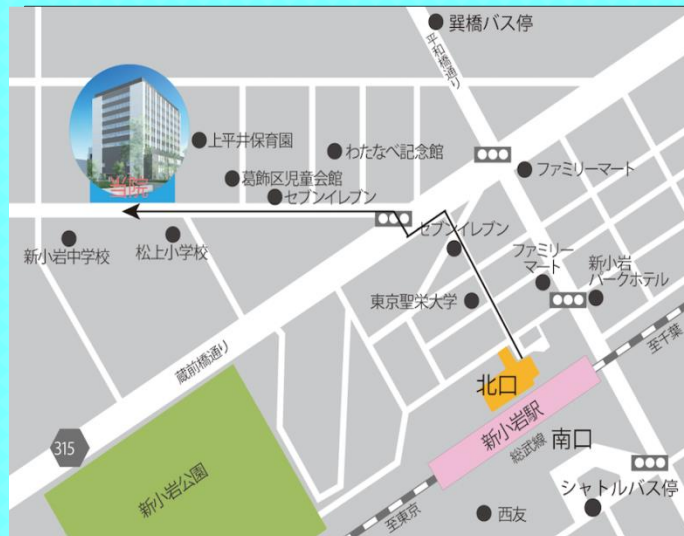 巽橋バス停
平和橋通り
上平井保育園
わたなべ記念館
ファミリーマート
当院
葛飾区児童会館
セブンイレブン
新小岩中学校
松上小学校
セブンイレブン
ファミリー
マート
新小岩
パークホテル
東京聖栄大学
蔵前橋通り
至千葉
北口
新小岩駅
総武線
南口
315
新小岩公園
至東京
西友
シャトルバス停